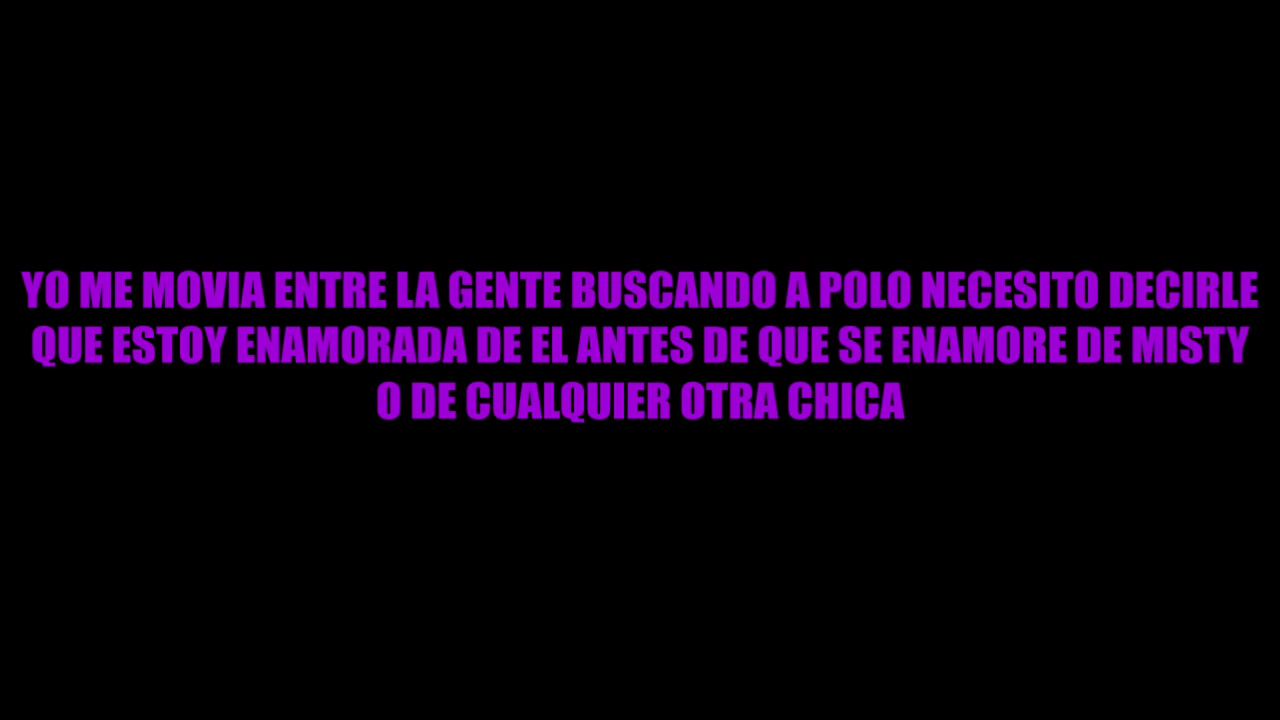 YO ME MOVIA ENTRE LA GENTE BUSCANDO A POLO NECESITO DECIRLE
QUE ESTOY ENAMORADA DE EL ANTES DE QUE SE ENAMORE DE MISTY
O DE CUALQUIER OTRA CHICA